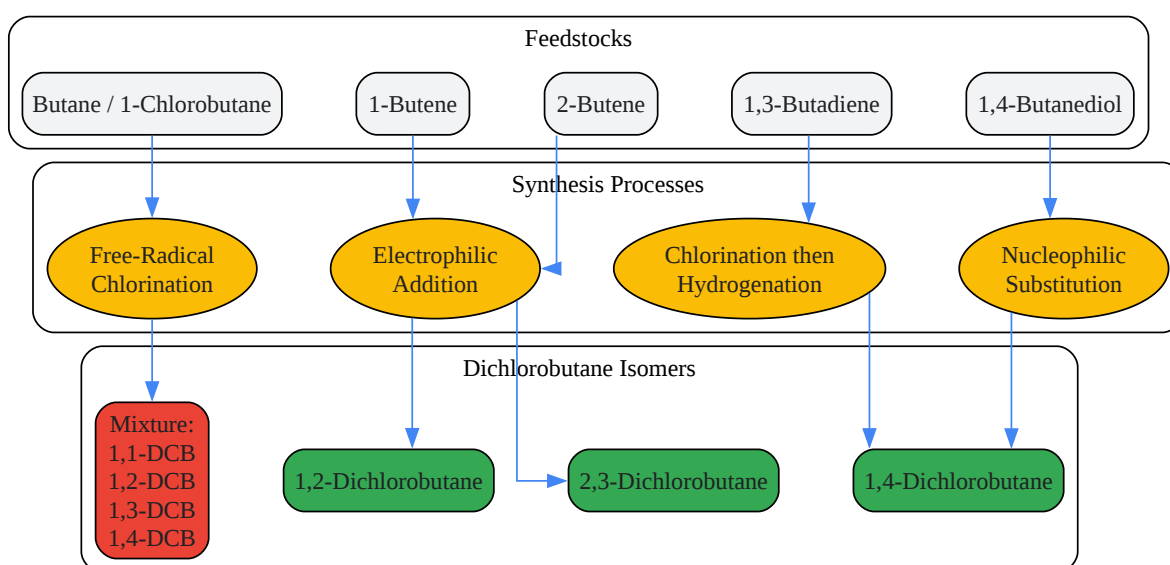 Feedstocks
Butane / 1-Chlorobutane
1-Butene
2-Butene
1,3-Butadiene
1,4-Butanediol
Synthesis Processes
Free-Radical
Chlorination
Electrophilic
Addition
Chlorination then
Hydrogenation
Nucleophilic
Substitution
Dichlorobutane Isomers
Mixture:
1,1-DCB
1,2-DCB
1,3-DCB
1,4-DCB
1,2-Dichlorobutane
2,3-Dichlorobutane
1,4-Dichlorobutane